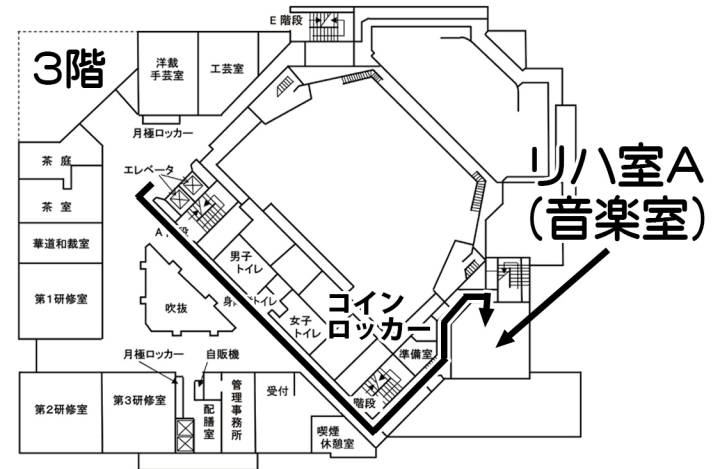 E 階段
3階
洋裁
手芸室
工芸室
月極ロッカー
茶 庭
エレベータ
リハ室A
(音楽室)
茶 室
華道和裁室
男子
トイレ
第1研修室
吹抜
トイレ
コイン
ロッカー
女子
トイレ
準備室
月極ロッカー
自販機
第2研修室
第3研修室
配膳室
管理事務所
受付
階段
喫煙
休憩室